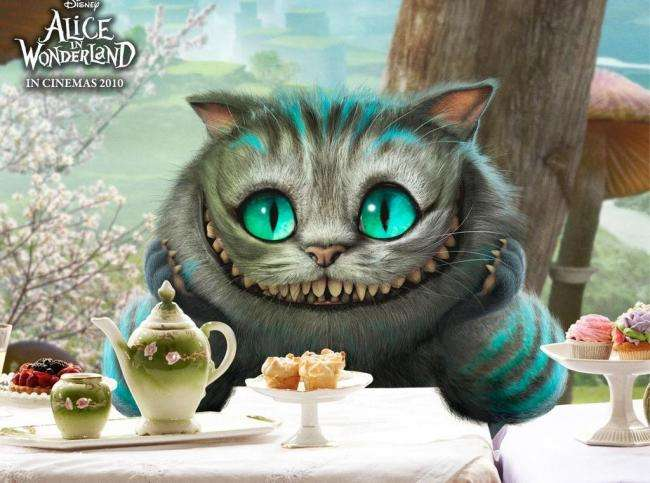 Disney
ALICE
IN
WONDERLAND
IN CINEMAS 2010